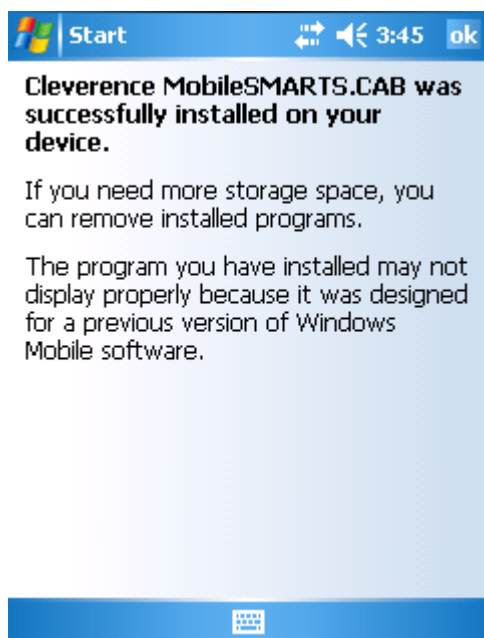 Start 3:45 ok
Cleverence MobileSMARTS.CAB was
successfully installed on your
device.
If you need more storage space, you
can remove installed programs.
The program you have installed may not
display properly because it was designed
for a previous version of Windows
Mobile software.